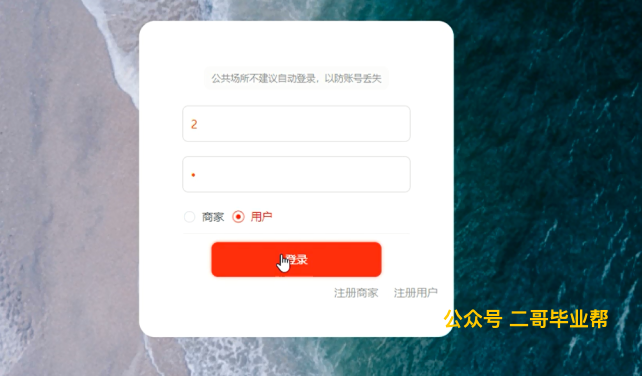 公共场所不建议自动登录，以防账号丢失
2
•
商家 用户
登录
注册商家 注册用户
公众号 二哥毕业帮